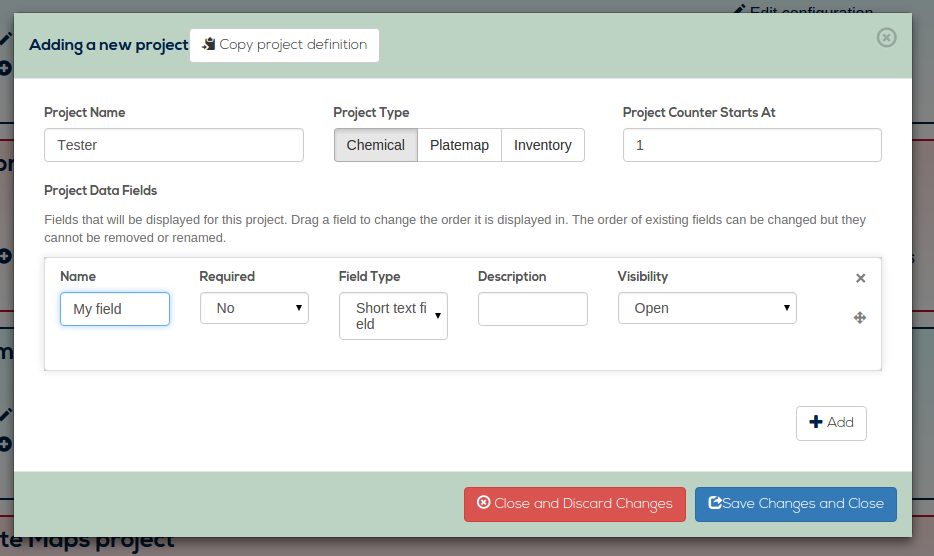 Edit configuration
Adding a new project
Copy project definition
Project Name
Project Type
Project Counter Starts At
Tester
Chemical
Platemap
Inventory
1
Project Data Fields
Fields that will be displayed for this project. Drag a field to change the order it is displayed in. The order of existing fields can be changed but they
cannot be removed or renamed.
Name
Required
Field Type
Description
Visibility
My field
No
Short text fi
eld
Open
Add
Close and Discard Changes
Save Changes and Close
te Maps project